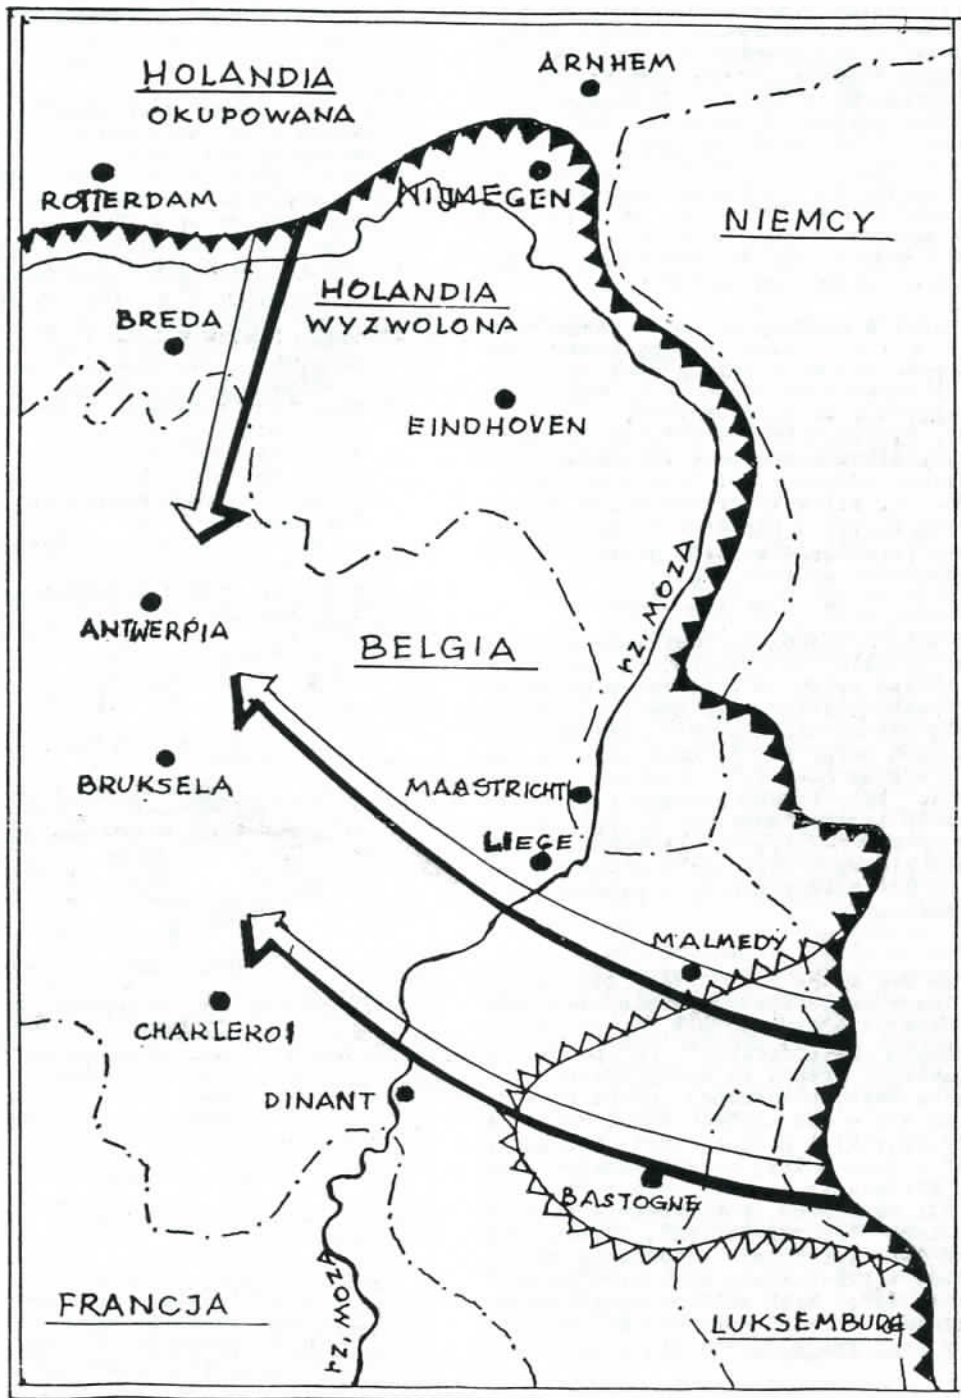 HOLANDIA
OKUPOWANA
ARNHEM
ROTTERDAM
NIJMEGEN
NIEMCY
HOLANDIA
WYZWOLONA
BREDA
EINDHOVEN
rz. MOZA
ANTWERPIA
BELGIA
BRUKSELA
MAASTRICHT
LIEGE
MALMEDY
CHARLEROI
DINANT
BASTOGNE
FRANCJA
rz. MOZA
LUKSEMBURG